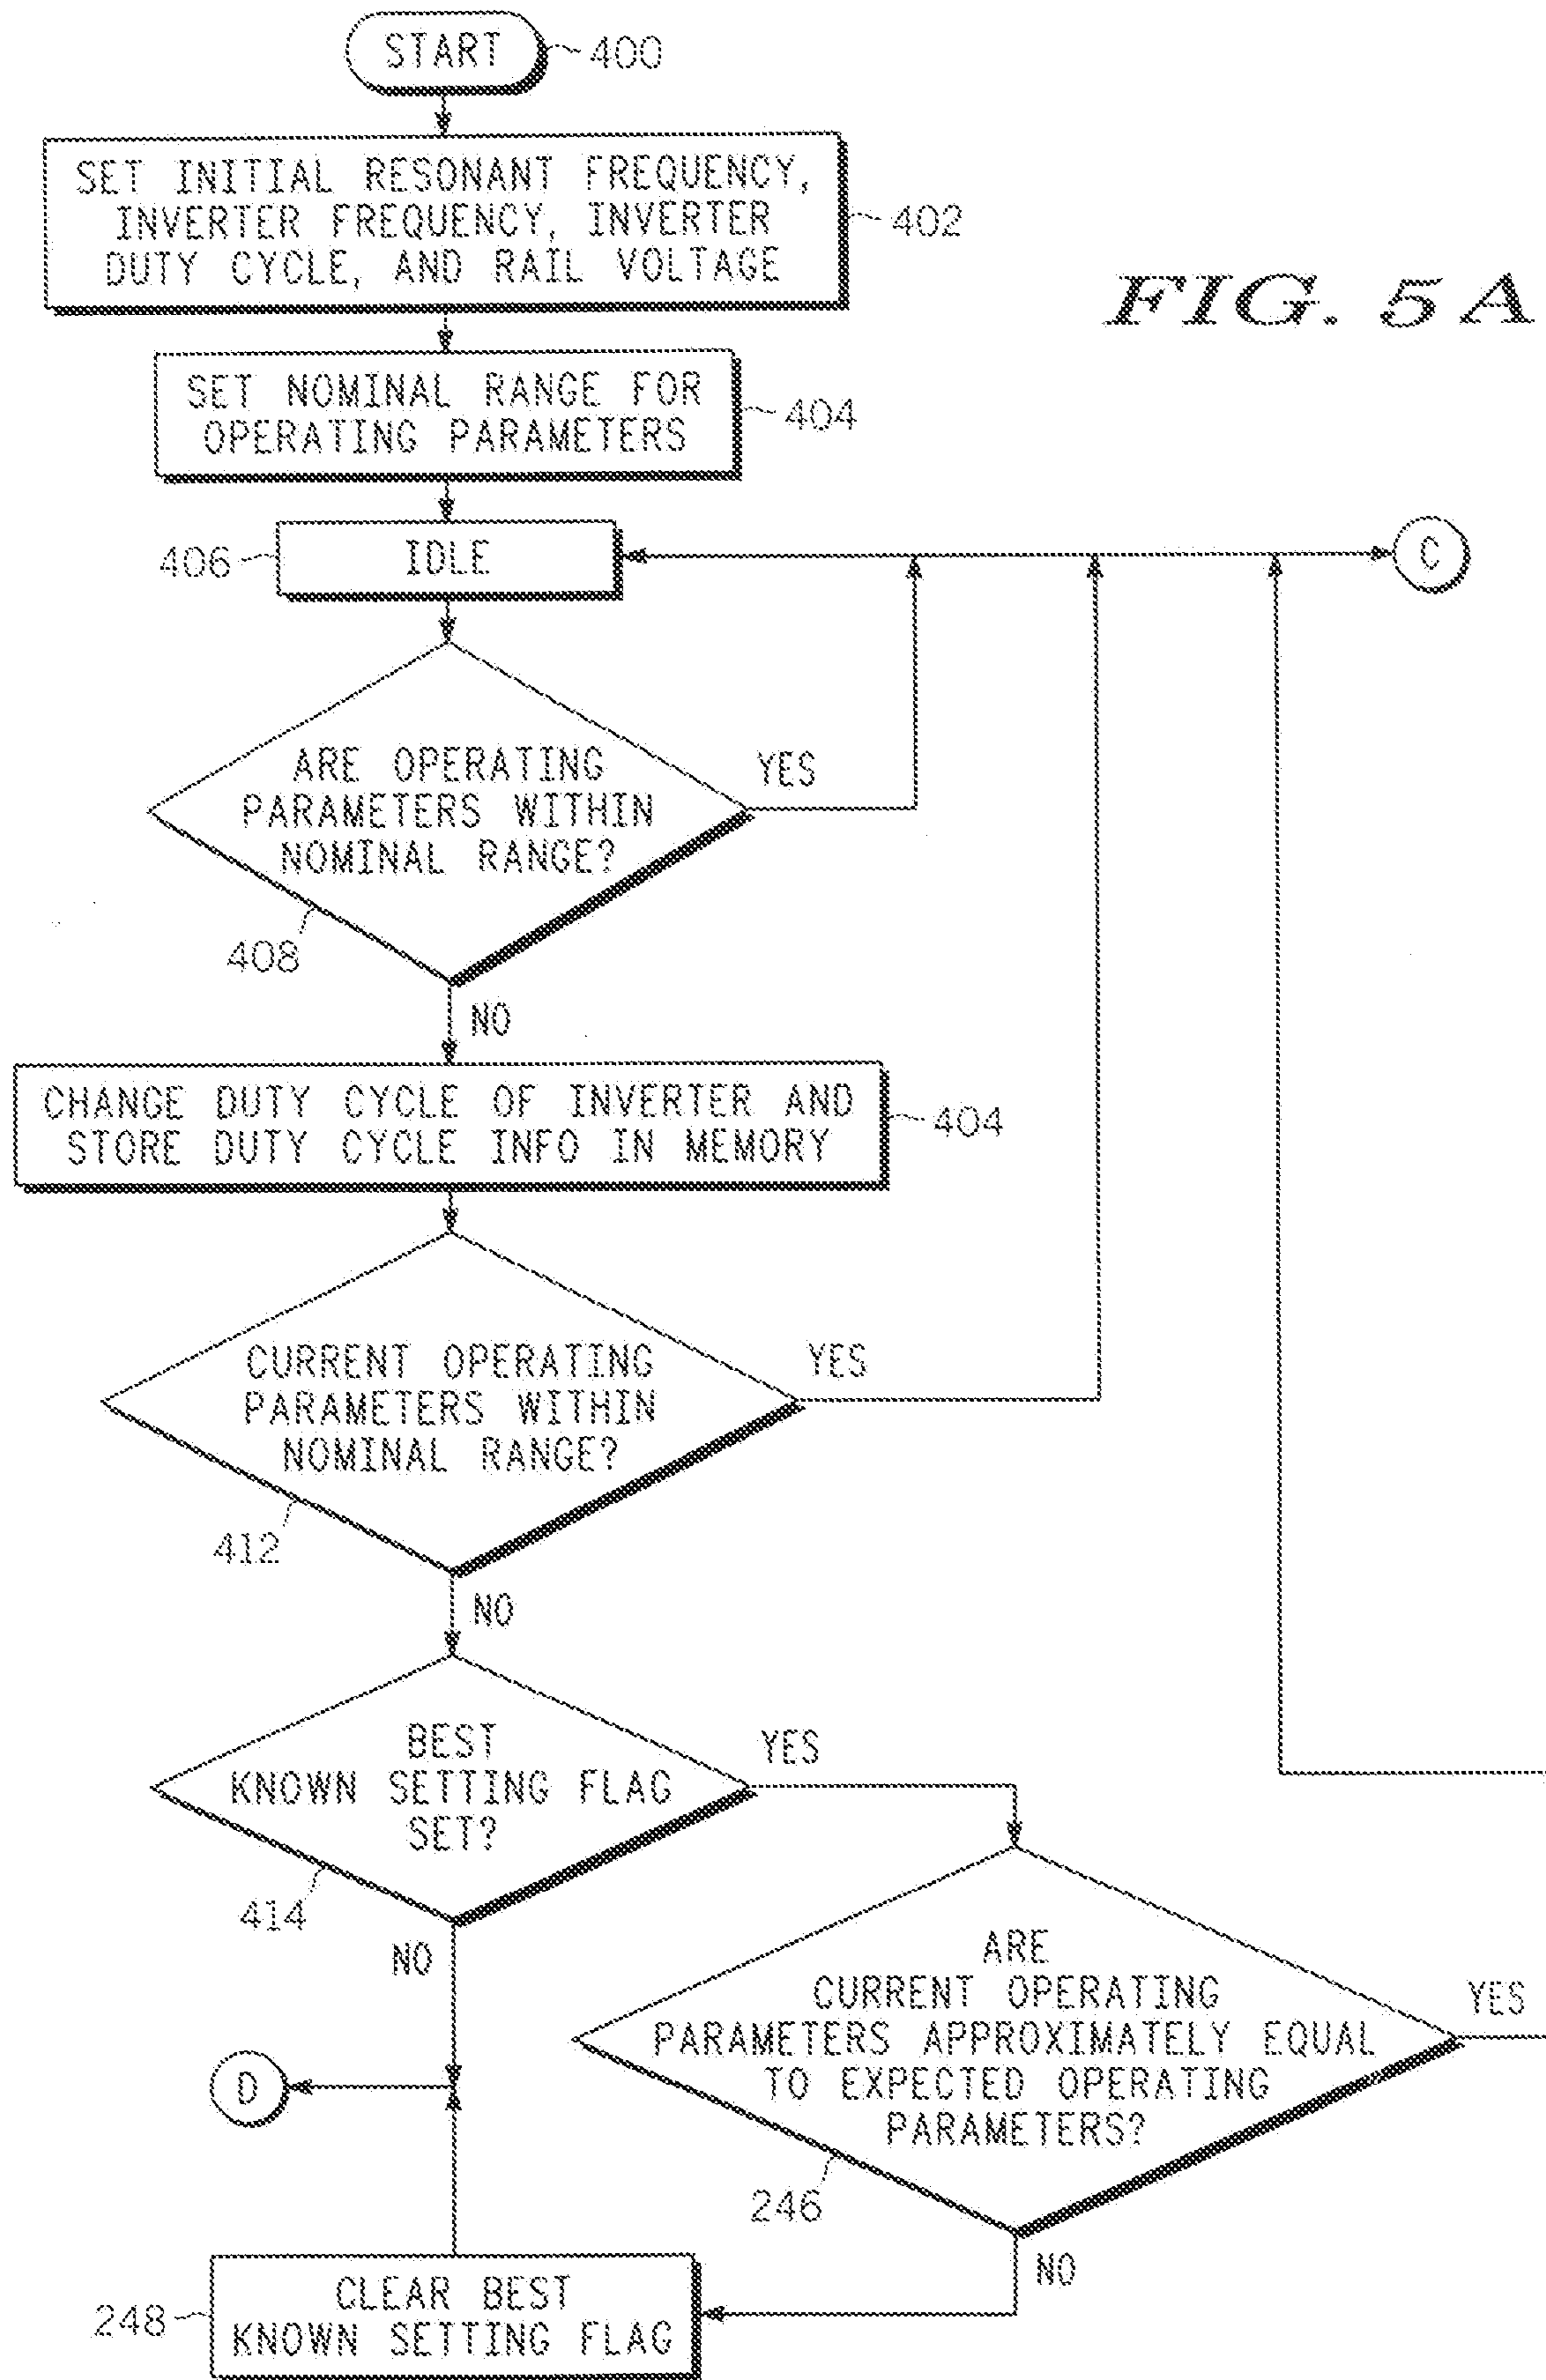 START
400
SET INITIAL RESONANT FREQUENCY,
INVERTER FREQUENCY, INVERTER
DUTY CYCLE, AND RAIL VOLTAGE
402
FIG. 5A
SET NOMINAL RANGE FOR
OPERATING PARAMETERS
404
406
IDLE
C
ARE OPERATING
PARAMETERS WITHIN
NOMINAL RANGE?
YES
408
NO
CHANGE DUTY CYCLE OF INVERTER AND
STORE DUTY CYCLE INFO IN MEMORY
404
CURRENT OPERATING
PARAMETERS WITHIN
NOMINAL RANGE?
YES
412
NO
BEST
KNOWN SETTING FLAG
SET?
YES
414
NO
ARE
CURRENT OPERATING
PARAMETERS APPROXIMATELY EQUAL
TO EXPECTED OPERATING
PARAMETERS?
YES
D
246
NO
248
CLEAR BEST
KNOWN SETTING FLAG